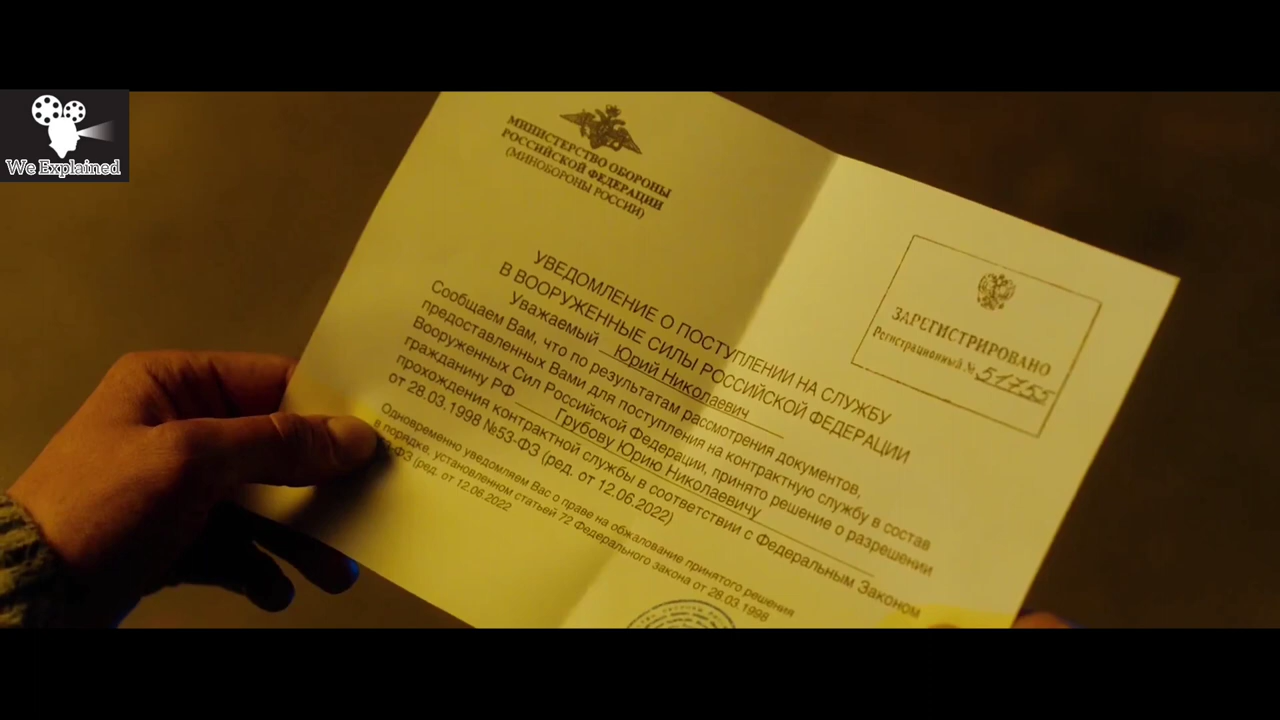 We Explained
МИНИСТЕРСТВО ОБОРОНЫ
РОССИЙСКОЙ ФЕДЕРАЦИИ
(МИНОБОРОНЫ РОССИИ)
ЗАРЕГИСТРИРОВАНО
Регистрационный № 51755
УВЕДОМЛЕНИЕ О ПОСТУПЛЕНИИ НА СЛУЖБУ
В ВООРУЖЕННЫЕ СИЛЫ РОССИЙСКОЙ ФЕДЕРАЦИИ
Уважаемый Юрий Николаевич
Сообщаем Вам, что по результатам рассмотрения документов,
предоставленных Вами для поступления на контрактную службу в состав
Вооруженных Сил Российской Федерации, принято решение о разрешении
гражданину РФ Грубову Юрию Николаевичу
прохождения контрактной службы в соответствии с Федеральным Законом
от 28.03.1998 №53-ФЗ (ред. от 12.06.2022)
Одновременно уведомляем Вас о праве на обжалование принятого решения
в порядке, установленном статьей 72 Федерального закона от 28.03.1998
-ФЗ (ред. от 12.06.2022